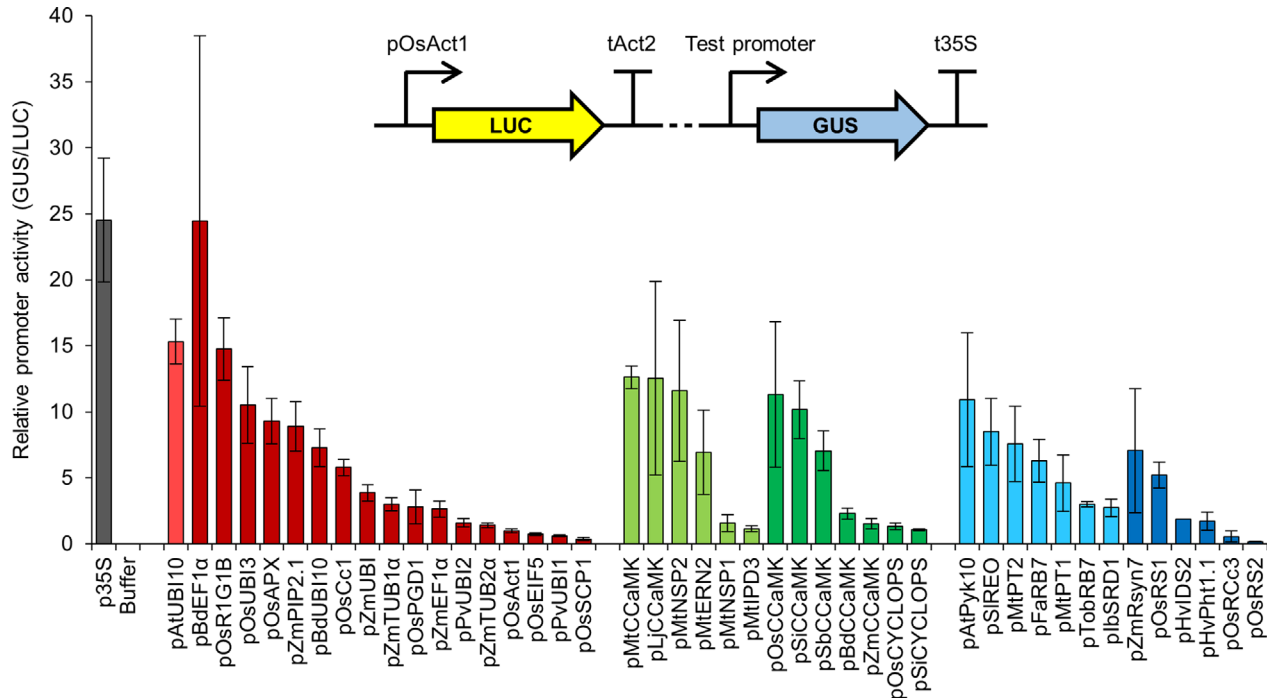 40
35
30
25
20
15
10
5
0
Relative promoter activity (GUS/LUC)
pOsAct1
tAct2
Test promoter
t35S
LUC
GUS
p35S
Buffer
pAtUBI10
pBdEF1α
pOsR1G1B
pOsUBI3
pOsAPX
pZmPIP2.1
pBdUBI10
pOsCc1
pZmUBI
pZmTUB1α
pOsPGD1
pZmEF1α
pPvUBI2
pZmTUB2α
pOsAct1
pOsEIF5
pPvUBI1
pOsSCP1
pMtCCaMK
pLjCCaMK
pMtNSP2
pMtERN2
pMtNSP1
pMtIPD3
pOsCCaMK
pSiCCaMK
pSbCCaMK
pBdCCaMK
pZmCCaMK
pOsCYCLOPS
pSiCYCLOPS
pAtPyk10
pSlREO
pMtPT2
pFaRB7
pMtPT1
pTobRB7
pIbSRD1
pZmRsyn7
pOsRS1
pHvIDS2
pHvPht1.1
pOsRCc3
pOsRS2